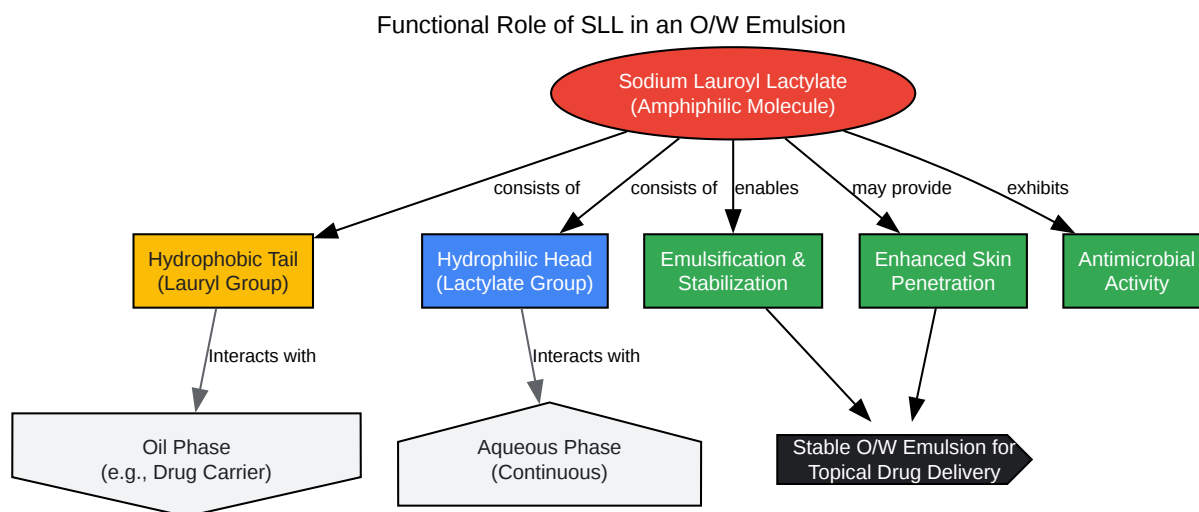 Functional Role of SLL in an O/W Emulsion
Sodium Lauroyl Lactylate
(Amphiphilic Molecule)
consists of
consists of
enables
may provide
exhibits
Hydrophobic Tail
(Lauryl Group)
Hydrophilic Head
(Lactylate Group)
Emulsification &
Stabilization
Enhanced Skin
Penetration
Antimicrobial
Activity
Interacts with
Interacts with
Oil Phase
(e.g., Drug Carrier)
Aqueous Phase
(Continuous)
Stable O/W Emulsion for
Topical Drug Delivery